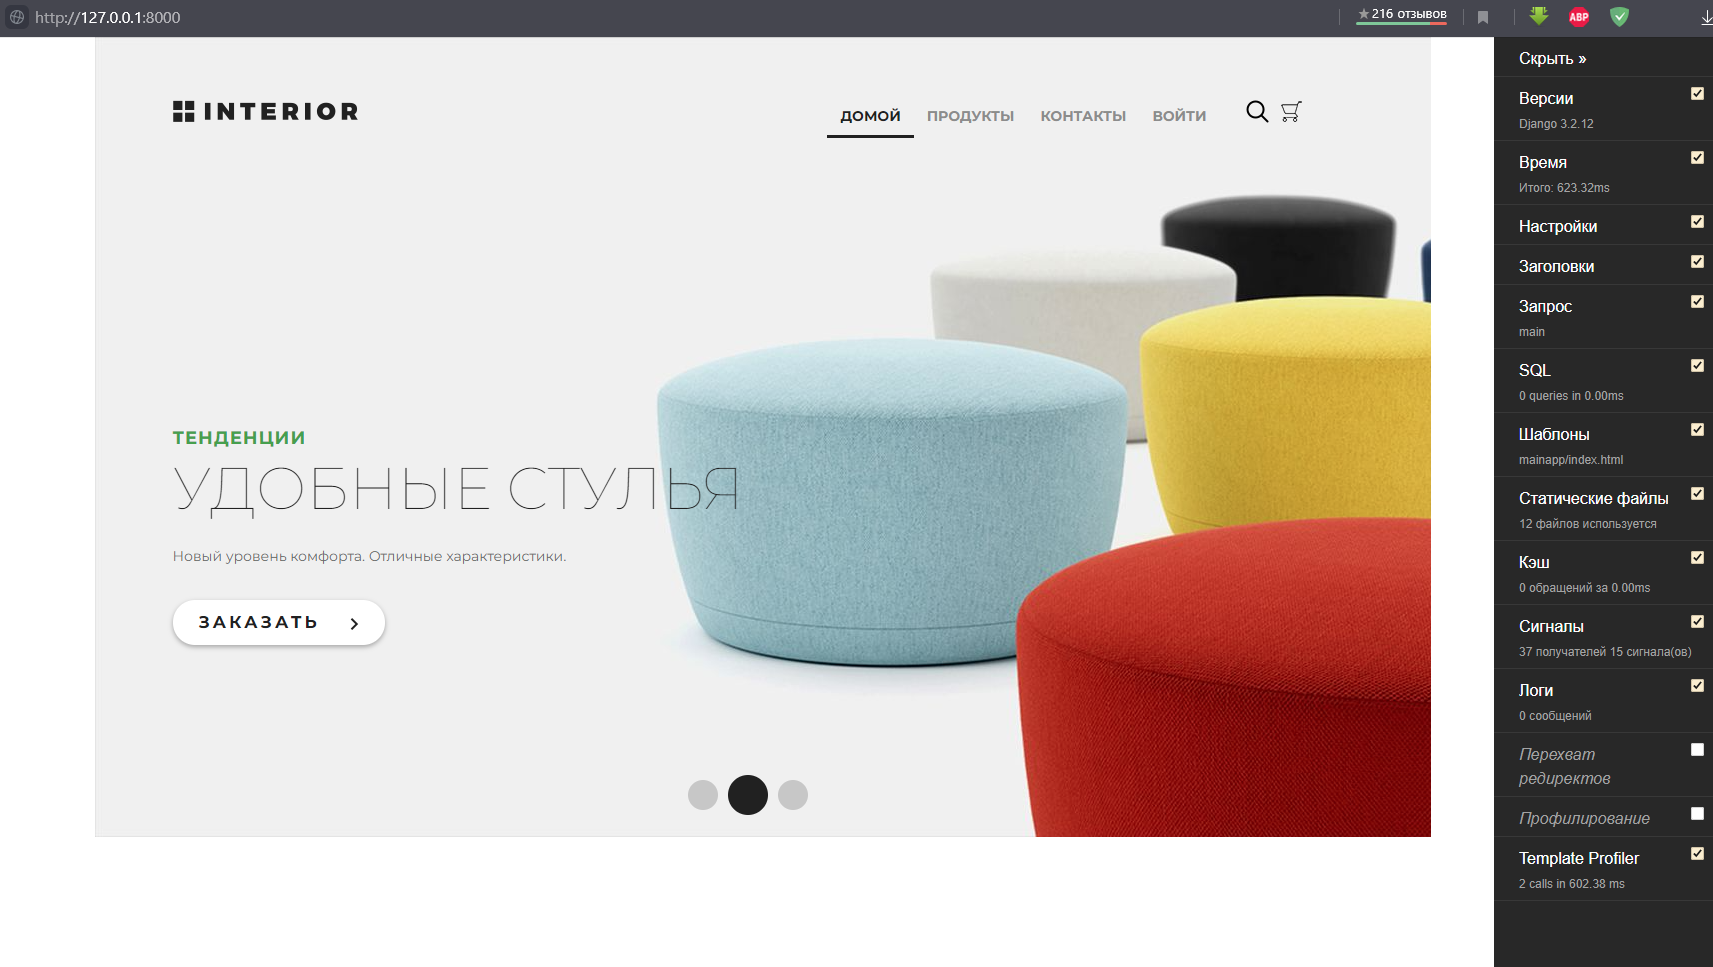 http://127.0.0.1:8000
★216 отзывов
ABP
INTERIOR
ДОМОЙ ПРОДУКТЫ КОНТАКТЫ ВОЙТИ
ТЕНДЕНЦИИ
УДОБНЫЕ СТУЛЬЯ
Новый уровень комфорта. Отличные характеристики.
ЗАКАЗАТЬ
Скрыть »
Версии
Django 3.2.12
Время
Итого: 623.32ms
Настройки
Заголовки
Запрос
main
SQL
0 queries in 0.00ms
Шаблоны
mainapp/index.html
Статические файлы
12 файлов используется
Кэш
0 обращений за 0.00ms
Сигналы
37 получателей 15 сигнала(ов)
Логи
0 сообщений
Перехват
редиректов
Профилирование
Template Profiler
2 calls in 602.38 ms